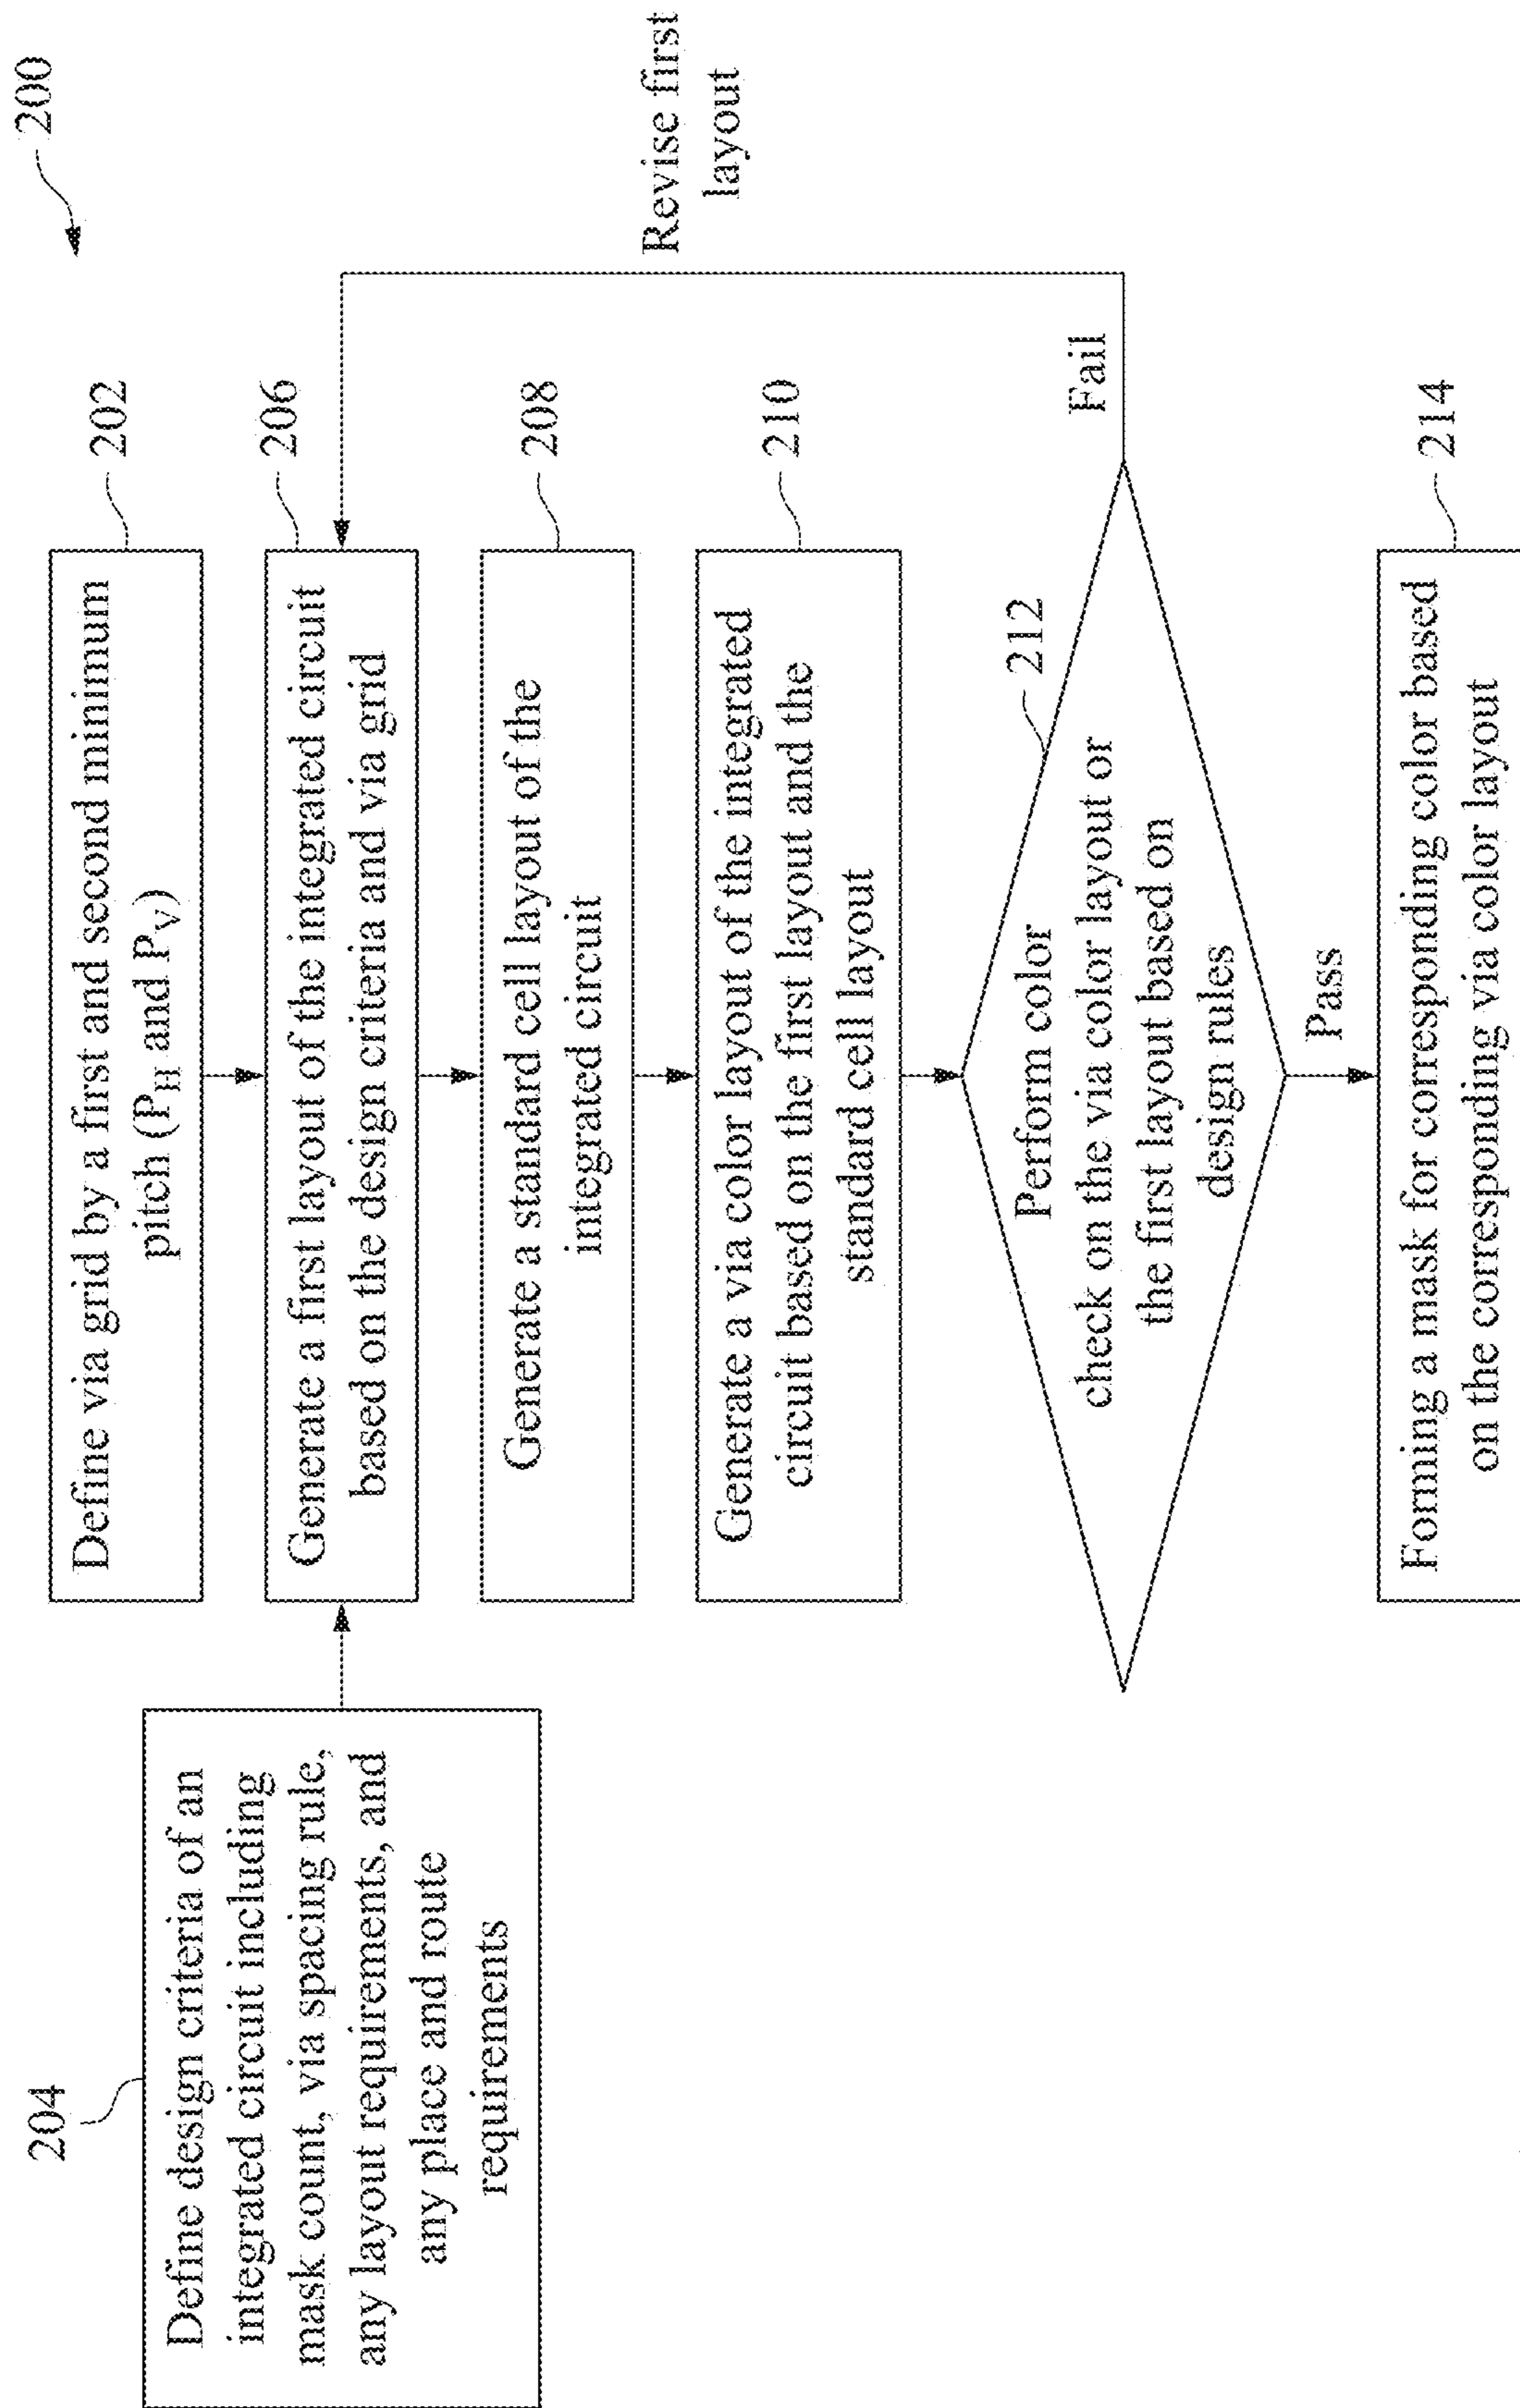 200
202
Define via grid by a first and second minimum
pitch (PH and PV)
204
Define design criteria of an
integrated circuit including
mask count, via spacing rule,
any layout requirements, and
any place and route
requirements
206
Generate a first layout of the integrated circuit
based on the design criteria and via grid
208
Generate a standard cell layout of the
integrated circuit
210
Generate a via color layout of the integrated
circuit based on the first layout and the
standard cell layout
212
Perform color
check on the via color layout or
the first layout based on
design rules
Fail
Revise first
layout
Pass
214
Forming a mask for corresponding color based
on the corresponding via color layout